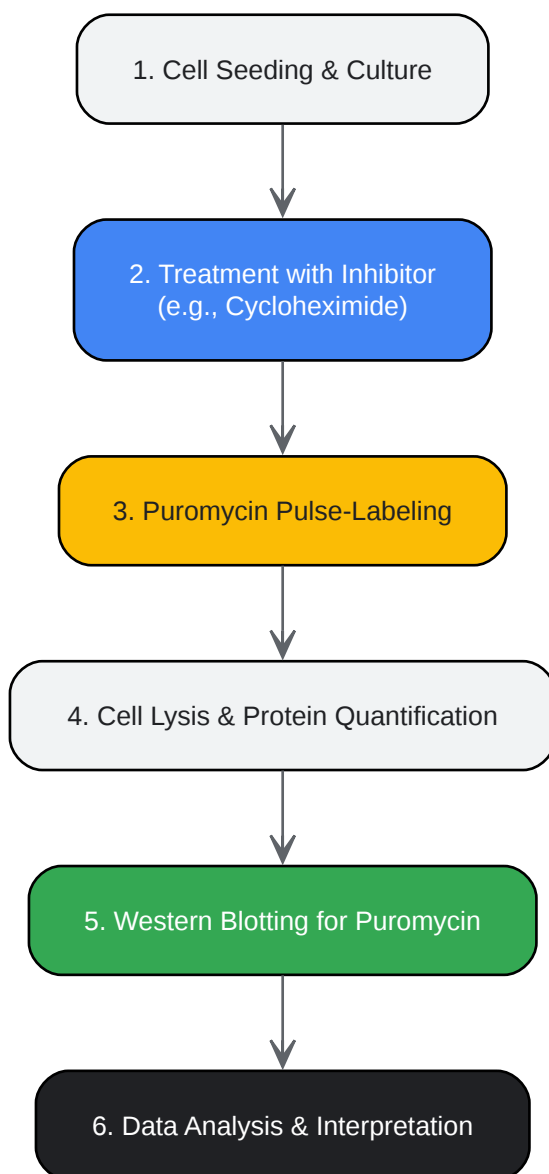 1. Cell Seeding & Culture
2. Treatment with Inhibitor
(e.g., Cycloheximide)
3. Puromycin Pulse-Labeling
4. Cell Lysis & Protein Quantification
5. Western Blotting for Puromycin
6. Data Analysis & Interpretation